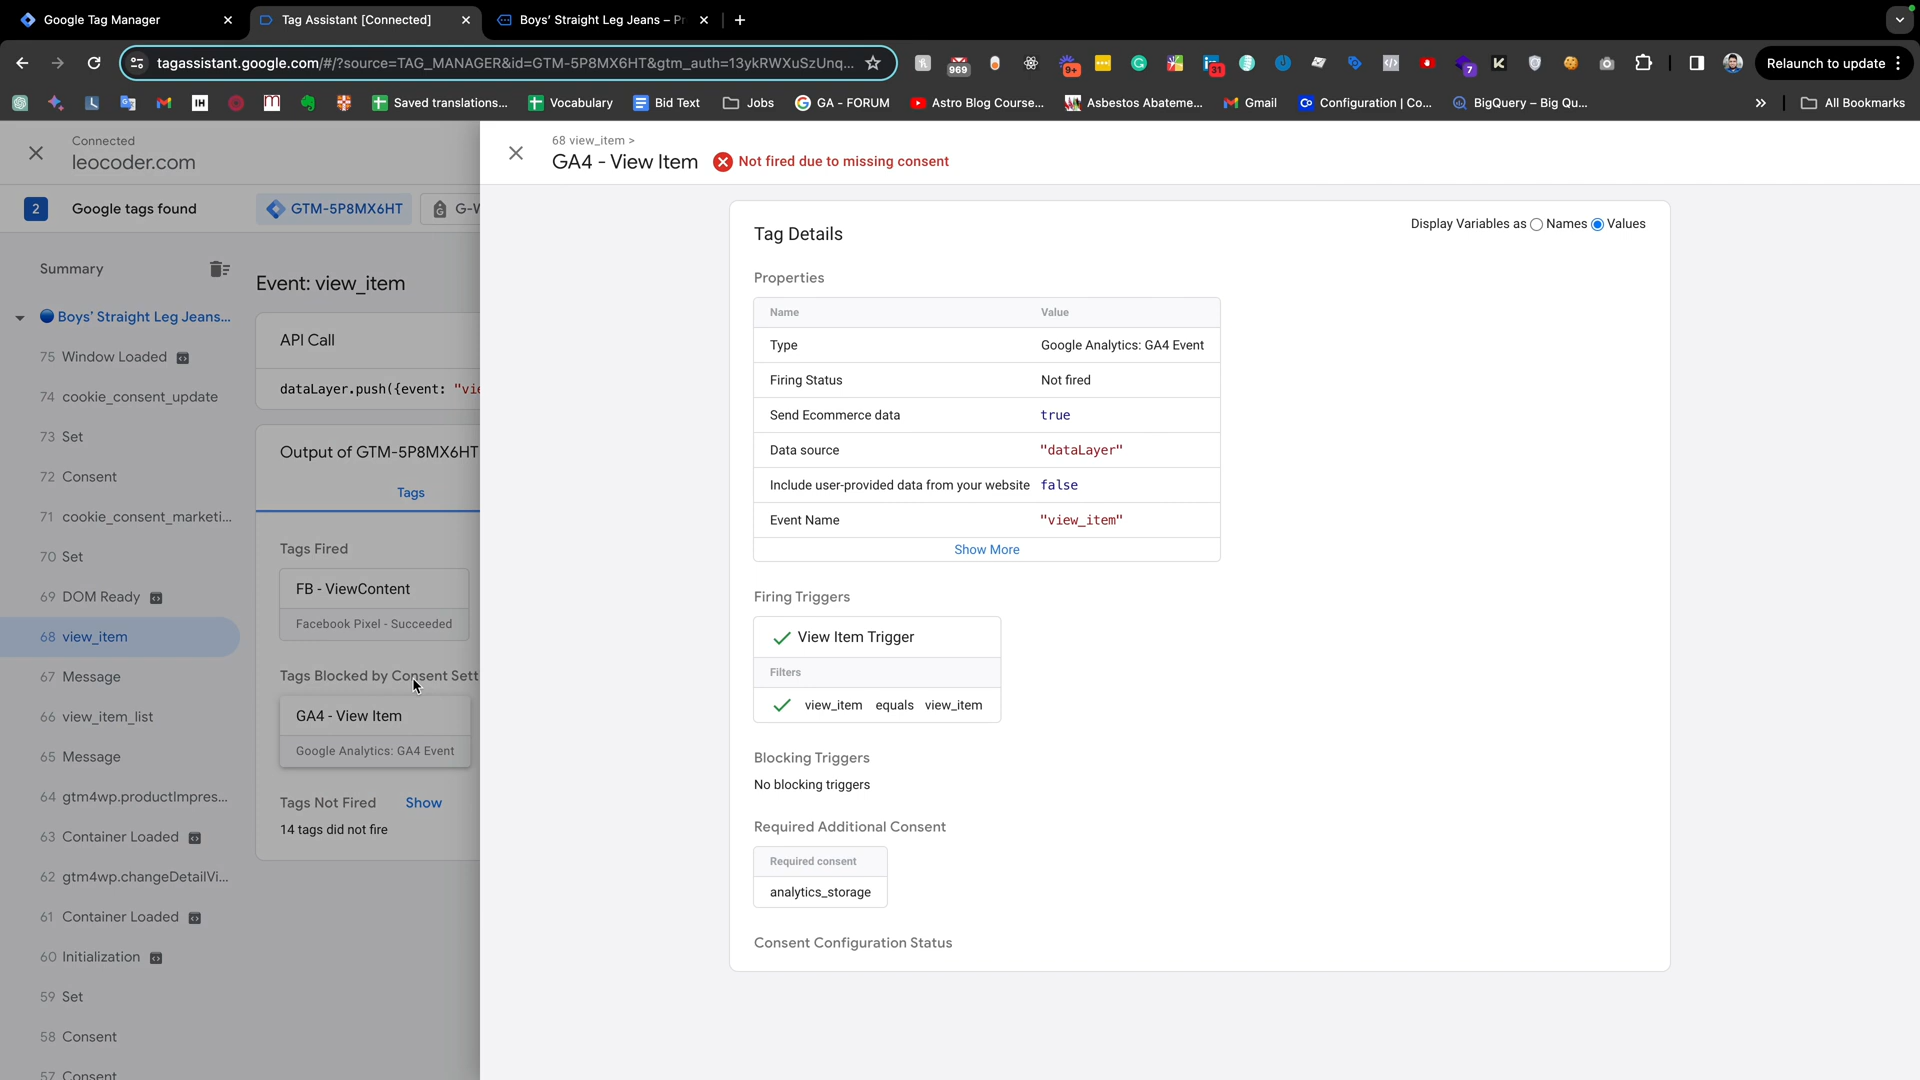 Google Tag Manager
Tag Assistant [Connected]
Boys' Straight Leg Jeans – P
tagassistant.google.com/#/?source=TAG_MANAGER&id=GTM-5P8MX6HT&gtm_auth=13ykRWXuSzUnq...
969
9+
31
7
Relaunch to update
Saved translations...
Vocabulary
Bid Text
Jobs
GA - FORUM
Astro Blog Course...
Asbestos Abateme...
Gmail
Configuration | Co...
BigQuery – Big Qu...
»
All Bookmarks
Connected
leocoder.com
2
Google tags found
GTM-5P8MX6HT
G-W
Summary
Boys' Straight Leg Jeans...
75 Window Loaded
74 cookie_consent_update
73 Set
72 Consent
71 cookie_consent_marketi...
70 Set
69 DOM Ready
68 view_item
67 Message
66 view_item_list
65 Message
64 gtm4wp.productImpres...
63 Container Loaded
62 gtm4wp.changeDetailVi...
61 Container Loaded
60 Initialization
59 Set
58 Consent
57 Consent
Event: view_item
API Call
dataLayer.push({event: "vie
Output of GTM-5P8MX6HT
Tags
Tags Fired
FB - ViewContent
Facebook Pixel - Succeeded
Tags Blocked by Consent Sett
GA4 - View Item
Google Analytics: GA4 Event
Tags Not Fired Show
14 tags did not fire
68 view_item >
GA4 - View Item
Not fired due to missing consent
Tag Details
Display Variables as Names Values
Properties
Name Value
Type Google Analytics: GA4 Event
Firing Status Not fired
Send Ecommerce data true
Data source "dataLayer"
Include user-provided data from your website false
Event Name "view_item"
Show More
Firing Triggers
View Item Trigger
Filters
view_item equals view_item
Blocking Triggers
No blocking triggers
Required Additional Consent
Required consent
analytics_storage
Consent Configuration Status